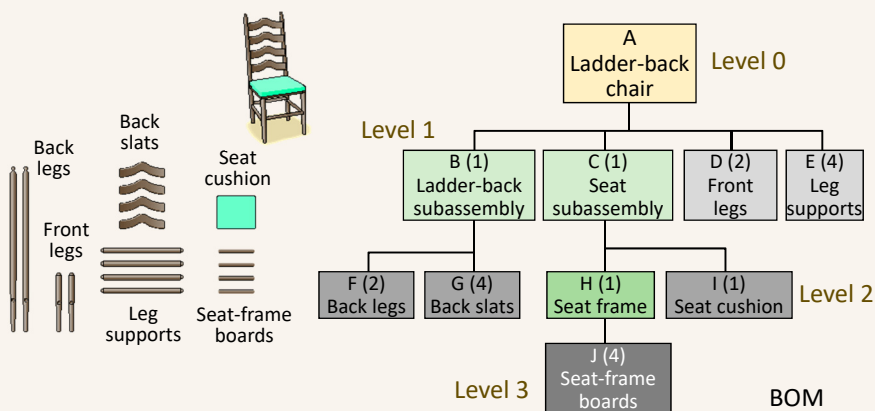 A
Ladder-back
chair
Level 0
Level 1
Back
legs
Back
slats
Seat
cushion
Front
legs
Leg
supports
Seat-frame
boards
B (1)
Ladder-back
subassembly
C (1)
Seat
subassembly
D (2)
Front
legs
E (4)
Leg
supports
F (2)
Back legs
G (4)
Back slats
H (1)
Seat frame
I (1)
Seat cushion
Level 2
J (4)
Seat-frame
boards
Level 3
BOM